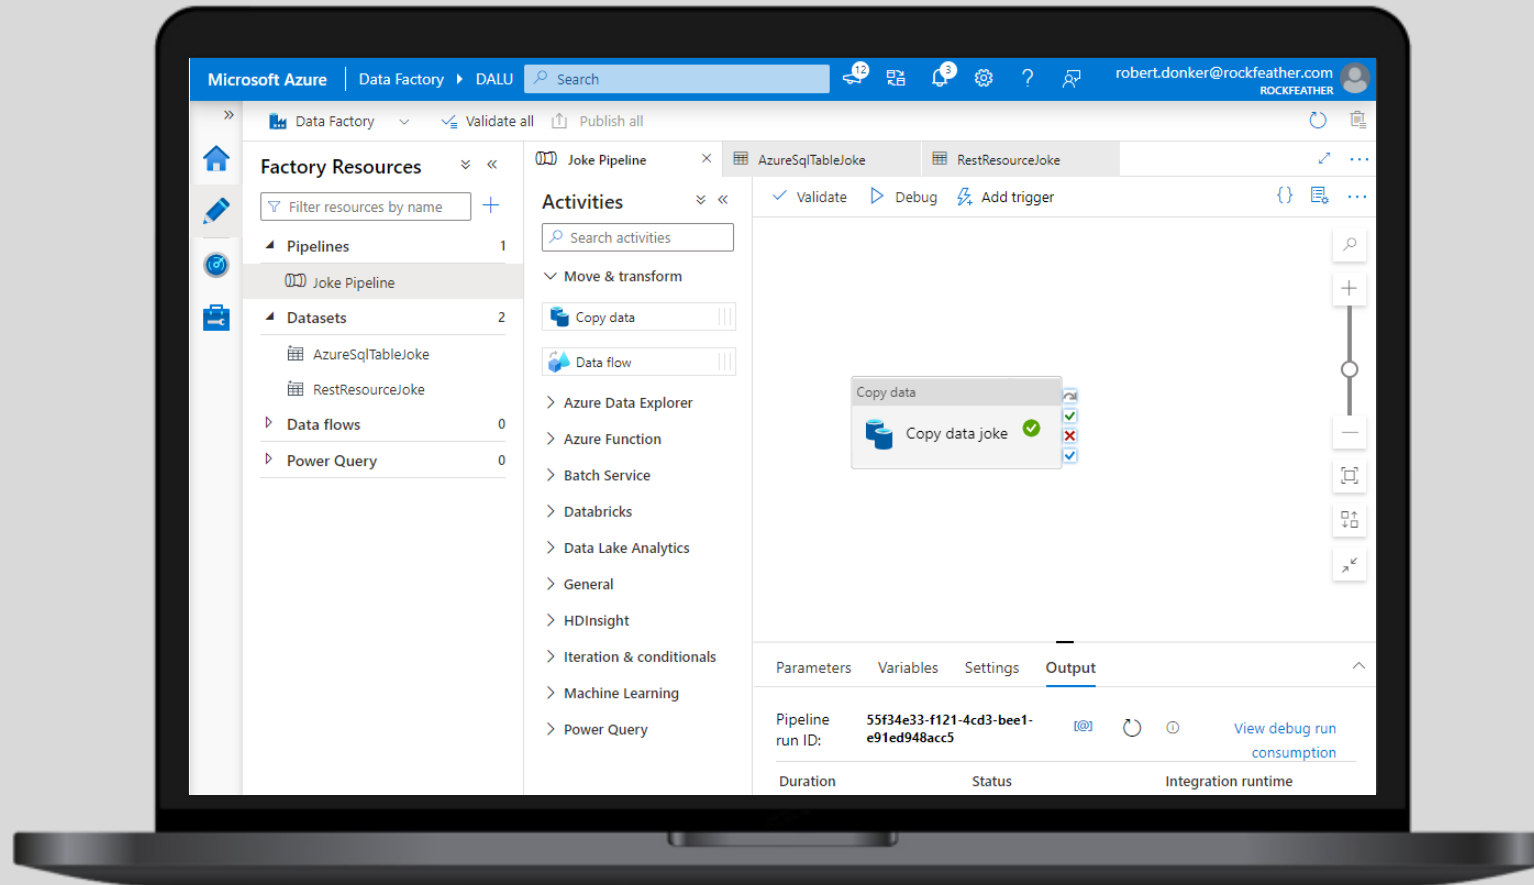 Microsoft Azure
Data Factory
DALU
Search
12
3
?
robert.donker@rockfeather.com
ROCKFEATHER
Data Factory
Validate all
Publish all
Factory Resources
Filter resources by name
Pipelines 1
Joke Pipeline
Datasets 2
AzureSqlTableJoke
RestResourceJoke
Data flows 0
Power Query 0
Joke Pipeline
AzureSqlTableJoke
RestResourceJoke
Activities
Search activities
Move & transform
Copy data
Data flow
Azure Data Explorer
Azure Function
Batch Service
Databricks
Data Lake Analytics
General
HDInsight
Iteration & conditionals
Machine Learning
Power Query
Validate
Debug
Add trigger
{}
Copy data
Copy data joke
Parameters
Variables
Settings
Output
Pipeline
run ID:
55f34e33-f121-4cd3-bee1-
e91ed948acc5
[@]
View debug run
consumption
Duration
Status
Integration runtime